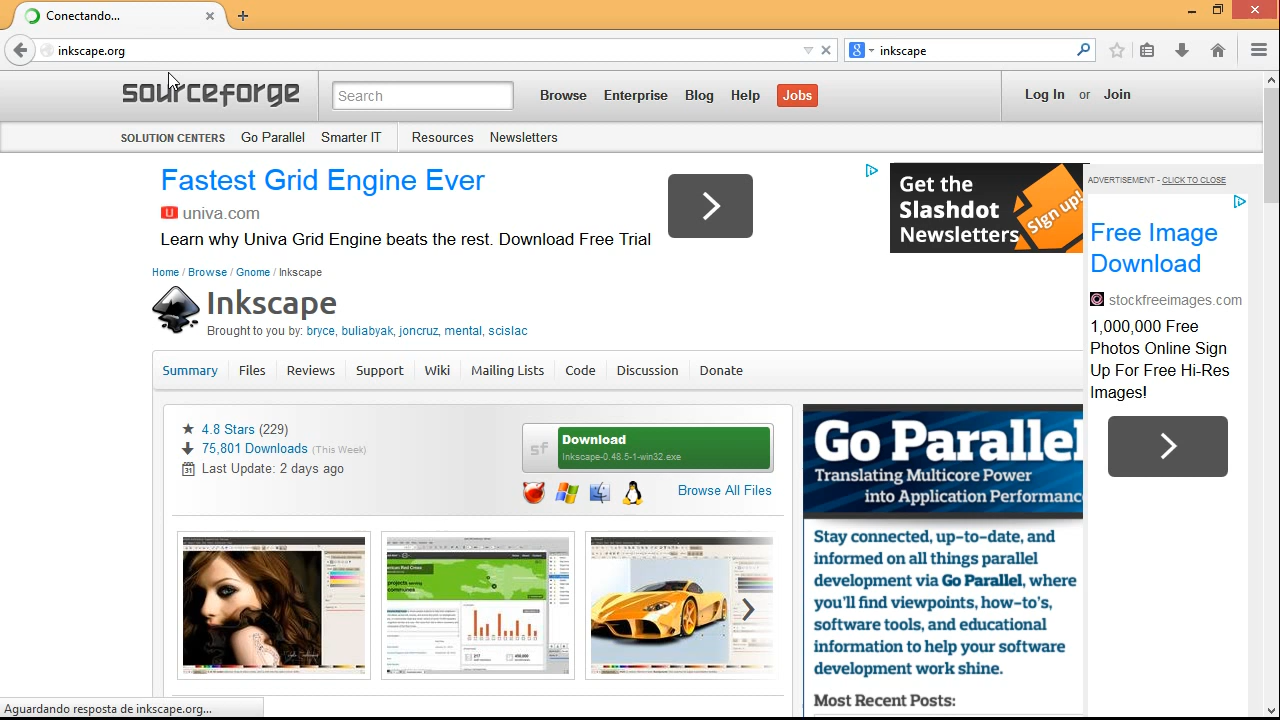 Conectando...
inkscape.org
inkscape
sourceforge
Search
Browse Enterprise Blog Help Jobs
Log In or Join
SOLUTION CENTERS Go Parallel Smarter IT Resources Newsletters
Fastest Grid Engine Ever
univa.com
Learn why Univa Grid Engine beats the rest. Download Free Trial
Get the
Slashdot
Newsletters
Sign up!
ADVERTISEMENT - CLICK TO CLOSE
Free Image
Download
stockfreeimages.com
1,000,000 Free
Photos Online Sign
Up For Free Hi-Res
Images!
Home / Browse / Gnome / Inkscape
Inkscape
Brought to you by: bryce, buliabyak, joncruz, mental, scislac
Summary Files Reviews Support Wiki Mailing Lists Code Discussion Donate
4.8 Stars (229)
75,801 Downloads (This Week)
Last Update: 2 days ago
sf
Download
Inkscape-0.48.5-1-win32.exe
Browse All Files
Go Parallel
Translating Multicore Power
into Application Performanc
Stay connected, up-to-date, and
informed on all things parallel
development via Go Parallel, where
you'll find viewpoints, how-to's,
software tools, and educational
information to help your software
development work shine.
Most Recent Posts:
Aguardando resposta de inkscape.org...